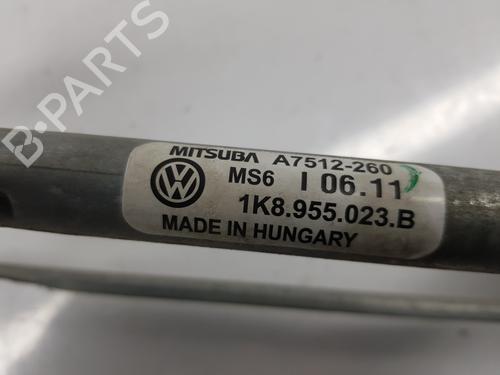 B-PARTS
MITSUBA A7512-260
MS6 I 06.11
1K8.955.023.B
MADE IN HUNGARY